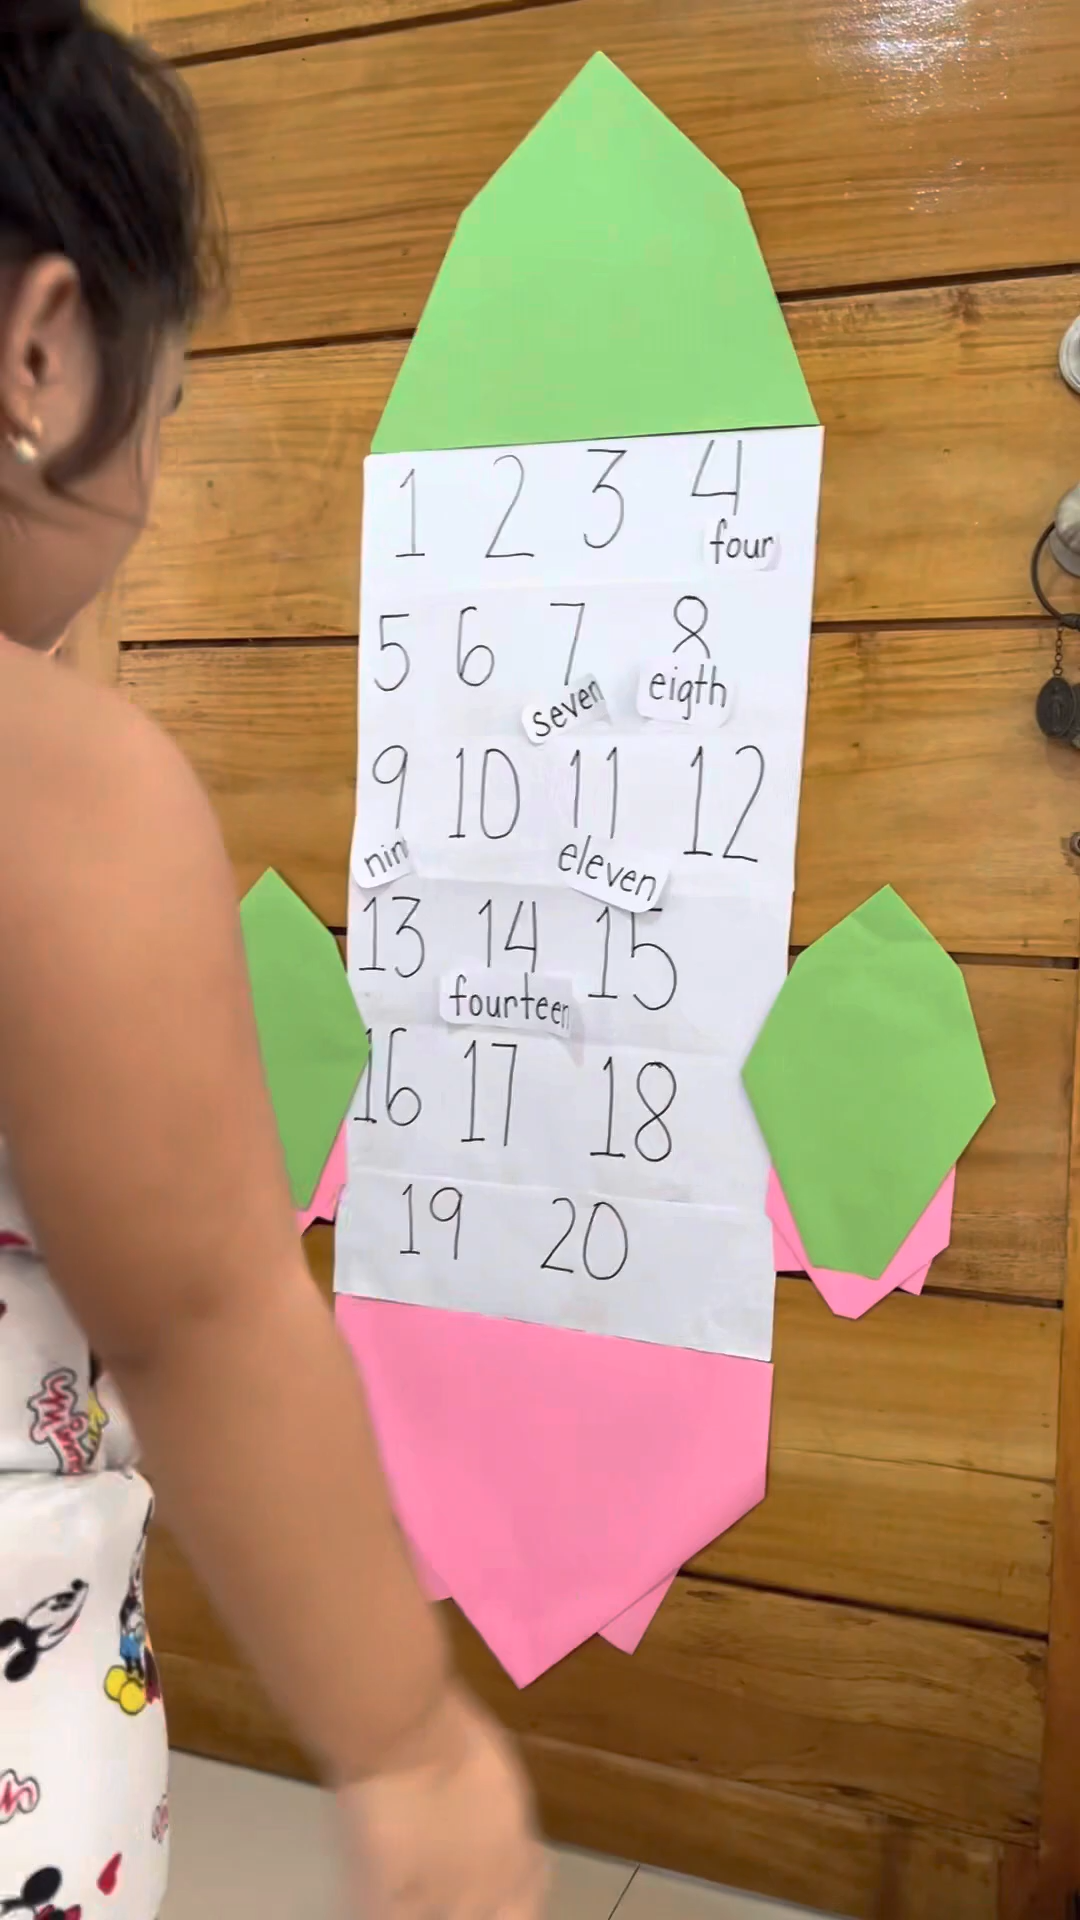 1 2 3 4
four
5 6 7 8
seven eigth
9 10 11 12
nin eleven
13 14 15
fourteen
16 17 18
19 20